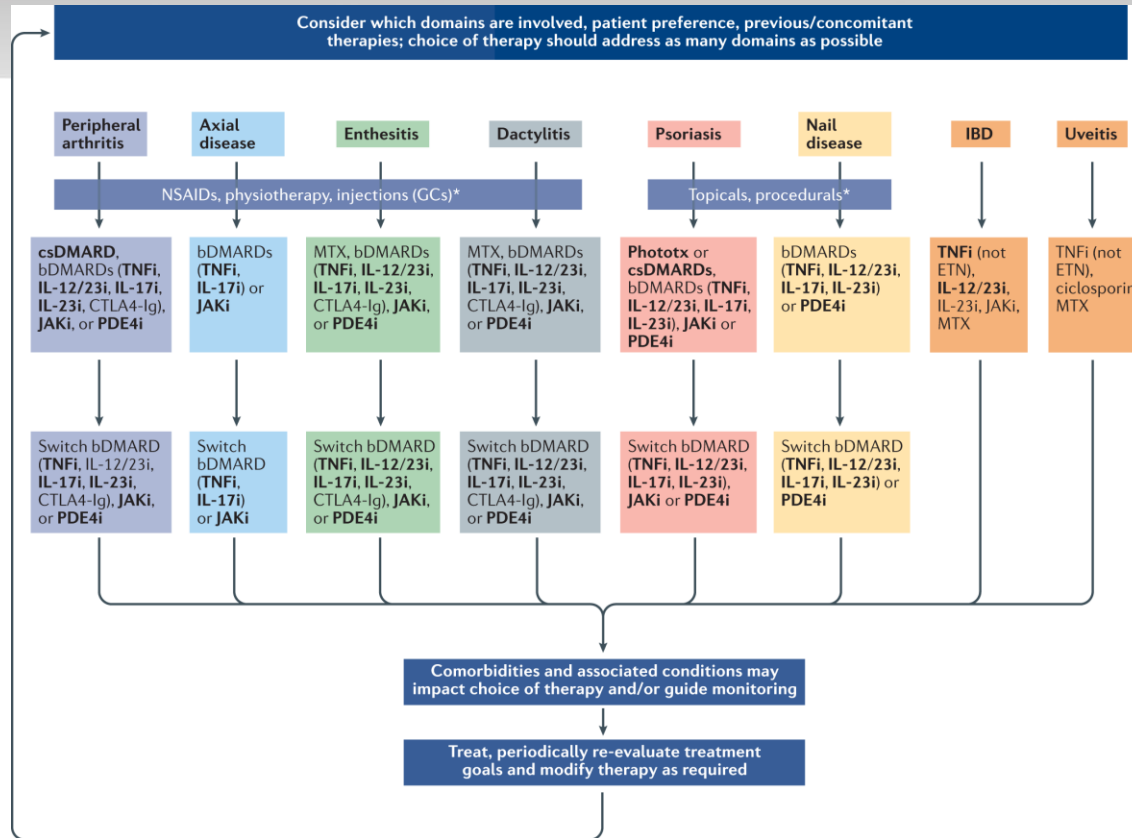 Consider which domains are involved, patient preference, previous/concomitant
therapies; choice of therapy should address as many domains as possible
Peripheral
arthritis
Axial
disease
Enthesitis
Dactylitis
Psoriasis
Nail
disease
IBD
Uveitis
NSAIDs, physiotherapy, injections (GCs)*
Topicals, procedurals*
csDMARD,
bDMARDs (TNFi,
IL-12/23i, IL-17i,
IL-23i, CTLA4-Ig),
JAKi, or PDE4i
bDMARDs
(TNFi,
IL-17i) or
JAKi
MTX, bDMARDs
(TNFi, IL-12/23i,
IL-17i, IL-23i,
CTLA4-Ig), JAKi,
or PDE4i
MTX, bDMARDs
(TNFi, IL-12/23i,
IL-17i, IL-23i,
CTLA4-Ig), JAKi,
or PDE4i
Phototx or
csDMARDs,
bDMARDs (TNFi,
IL-12/23i, IL-17i,
IL-23i), JAKi or
PDE4i
bDMARDs
(TNFi, IL-12/23i,
IL-17i, IL-23i)
or PDE4i
TNFi (not
ETN),
IL-12/23i,
IL-23i, JAKi,
MTX
TNFi (not
ETN),
ciclosporin
MTX
Switch bDMARD
(TNFi, IL-12/23i,
IL-17i, IL-23i,
CTLA4-Ig), JAKi,
or PDE4i
Switch
bDMARD
(TNFi,
IL-17i)
or JAKi
Switch bDMARD
(TNFi, IL-12/23i,
IL-17i, IL-23i,
CTLA4-Ig), JAKi,
or PDE4i
Switch bDMARD
(TNFi, IL-12/23i,
IL-17i, IL-23i,
CTLA4-Ig), JAKi,
or PDE4i
Switch bDMARD
(TNFi, IL-12/23i,
IL-17i, IL-23i),
JAKi or PDE4i
Switch bDMARD
(TNFi, IL-12/23i,
IL-17i, IL-23i) or
PDE4i
Comorbidities and associated conditions may
impact choice of therapy and/or guide monitoring
Treat, periodically re-evaluate treatment
goals and modify therapy as required